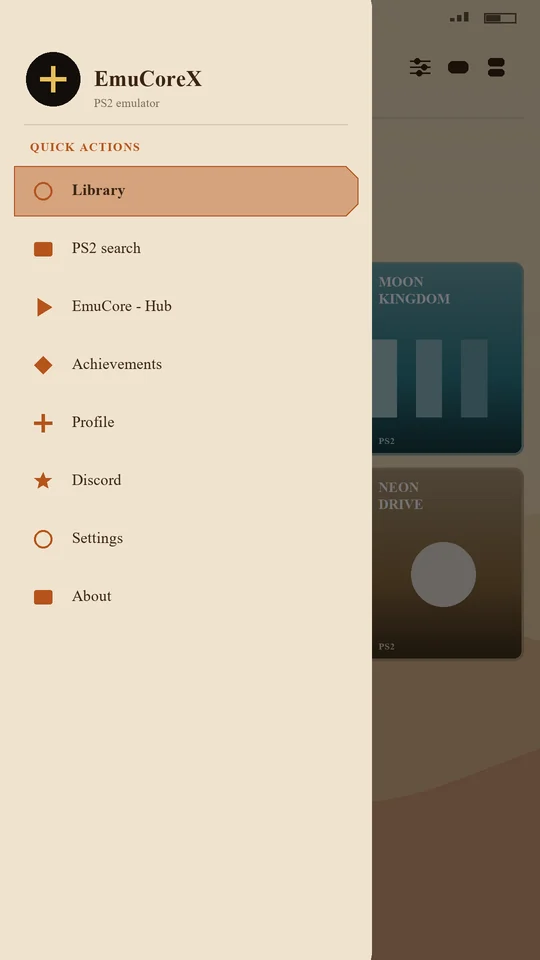 EmuCoreX
PS2 emulator
QUICK ACTIONS
Library
PS2 search
EmuCore - Hub
Achievements
Profile
Discord
Settings
About
MOON
KINGDOM
PS2
NEON
DRIVE
PS2